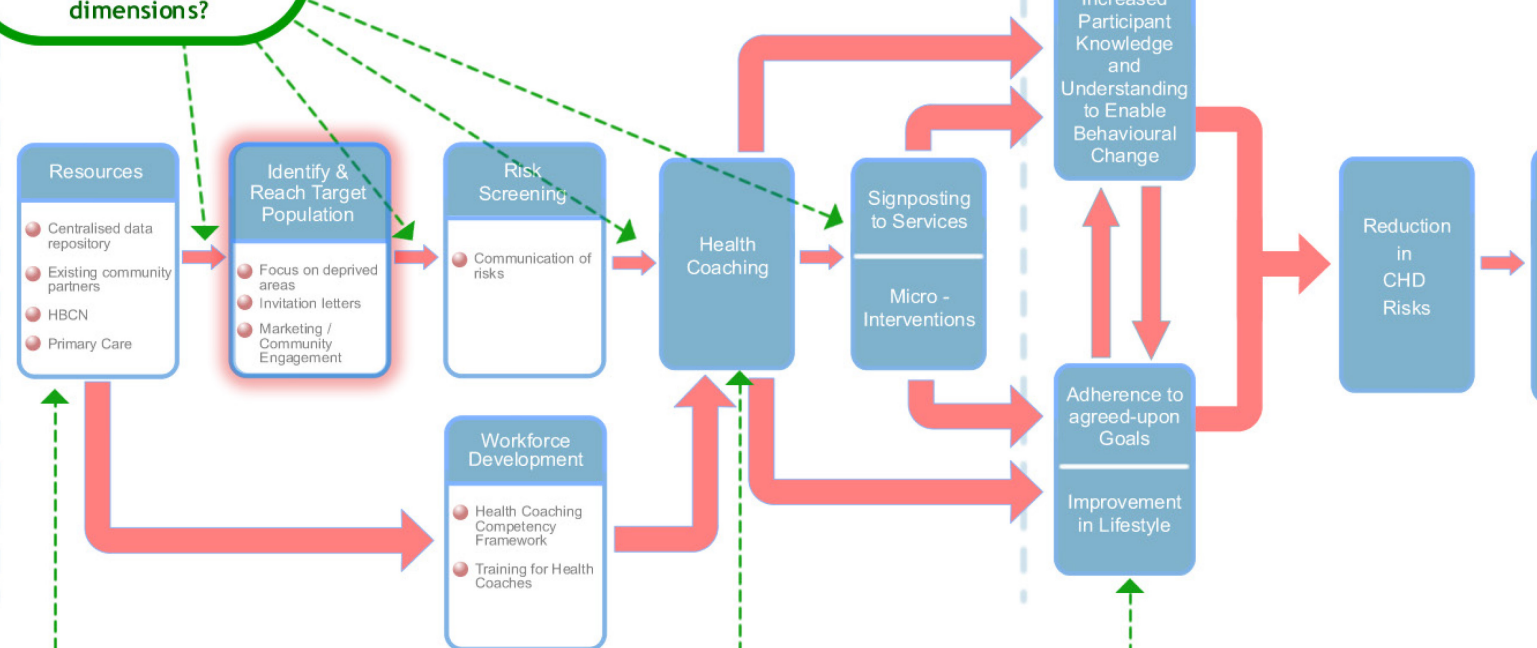 dimensions?
Resources
Centralised data
repository
Existing community
partners
HBCN
Primary Care
Identify &
Reach Target
Population
Focus on deprived
areas
Invitation letters
Marketing /
Community
Engagement
Risk
Screening
Communication of
risks
Workforce
Development
Health Coaching
Competency
Framework
Training for Health
Coaches
Health
Coaching
Signposting
to Services
Micro -
Interventions
Increased
Participant
Knowledge
and
Understanding
to Enable
Behavioural
Change
Adherence to
agreed-upon
Goals
Improvement
in Lifestyle
Reduction
in
CHD
Risks